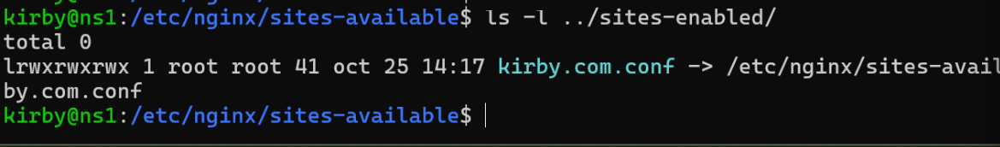 kirby@ns1:/etc/nginx/sites-available$ ls -l ../sites-enabled/
total 0
lrwxrwxrwx 1 root root 41 oct 25 14:17 kirby.com.conf -> /etc/nginx/sites-avail
by.com.conf
kirby@ns1:/etc/nginx/sites-available$